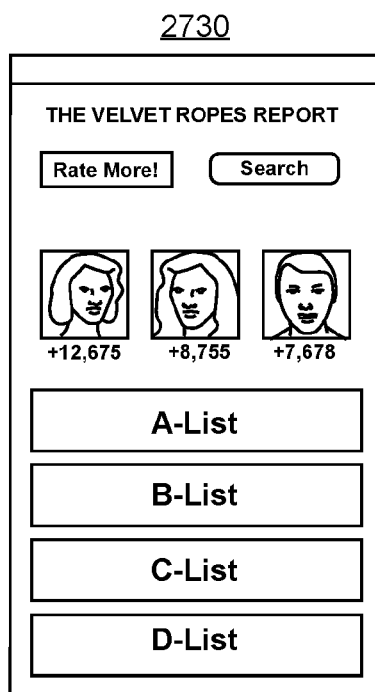 2730
THE VELVET ROPES REPORT
Rate More! Search
+12,675 +8,755 +7,678
A-List
B-List
C-List
D-List